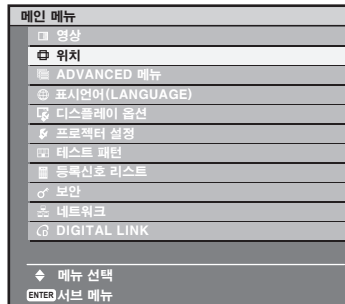 메인 메뉴
영상
위치
ADVANCED 메뉴
표시언어(LANGUAGE)
디스플레이 옵션
프로젝터 설정
테스트 패턴
등록신호 리스트
보안
네트워크
DIGITAL LINK
메뉴 선택
ENTER 서브 메뉴